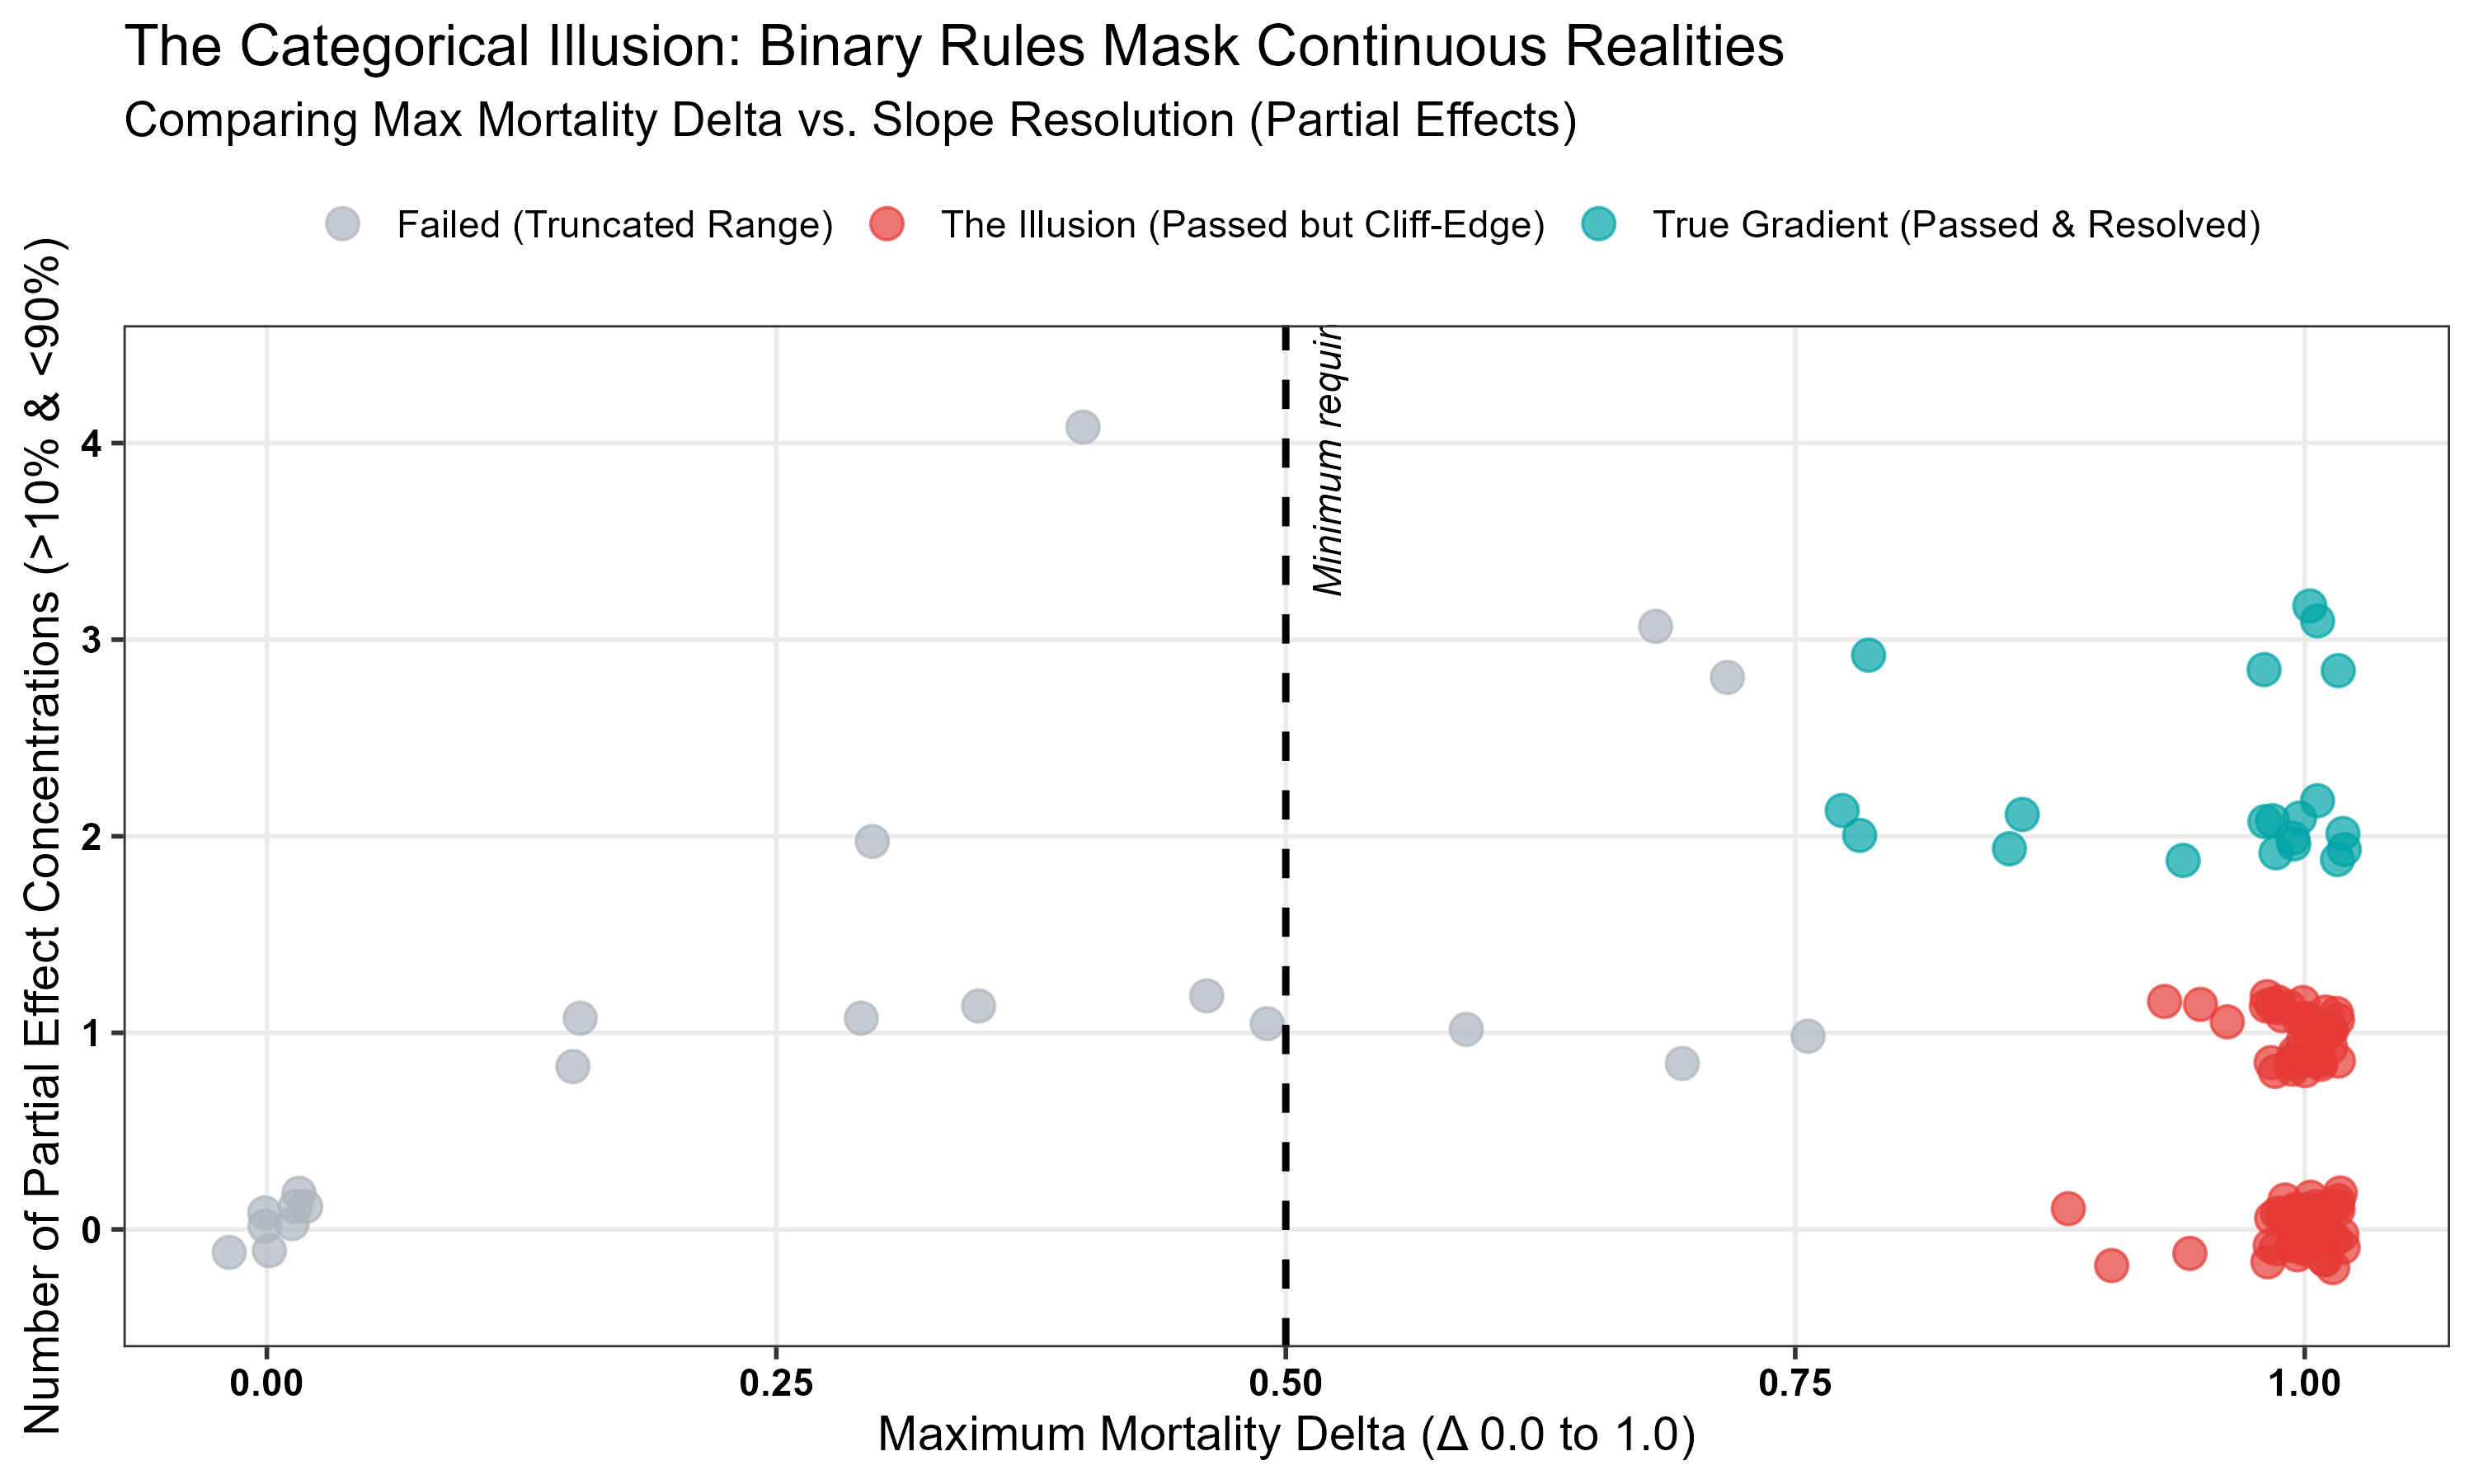 The Categorical Illusion: Binary Rules Mask Continuous Realities
Comparing Max Mortality Delta vs. Slope Resolution (Partial Effects)
Failed (Truncated Range)
The Illusion (Passed but Cliff-Edge)
True Gradient (Passed & Resolved)
Number of Partial Effect Concentrations (>10% & <90%)
4
3
2
1
0
Minimum requir
0.00
0.25
0.50
0.75
1.00
Maximum Mortality Delta (Δ 0.0 to 1.0)